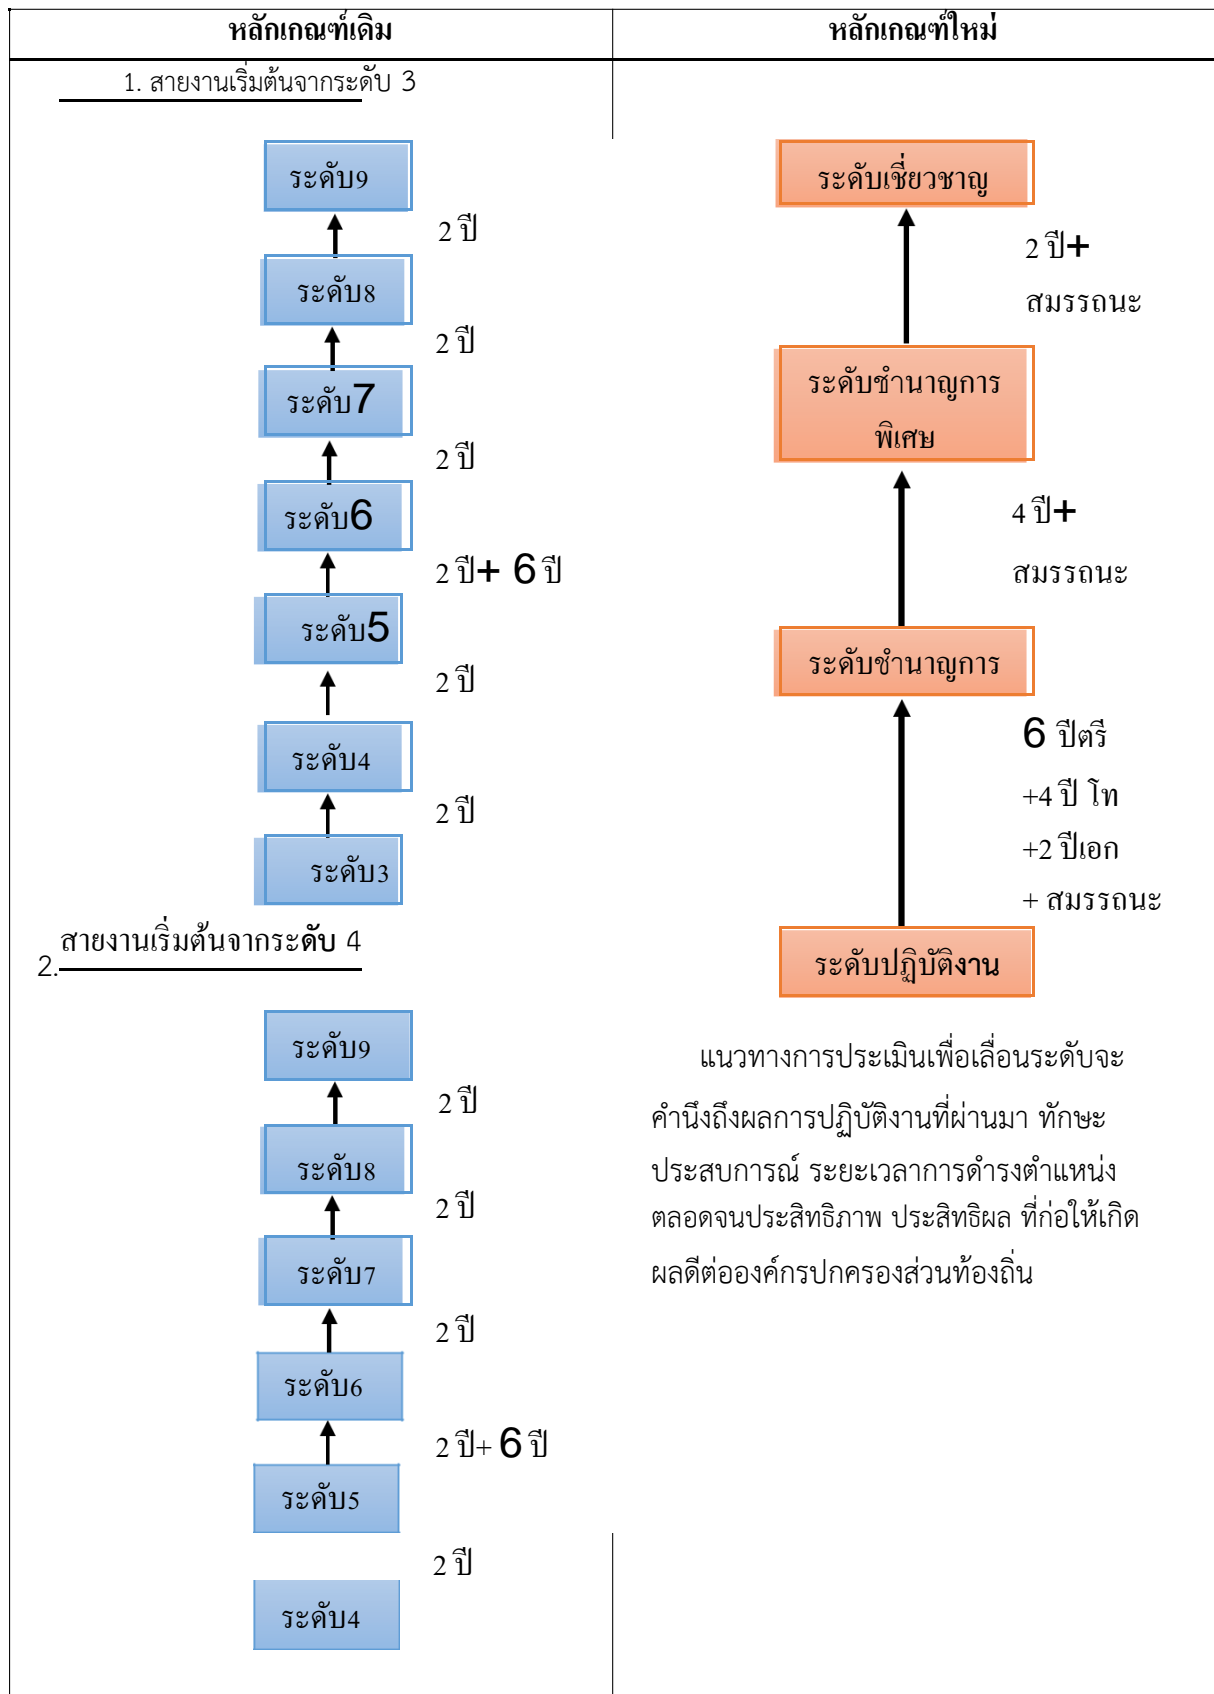 หลักเกณฑ์เดิม
หลักเกณฑ์ใหม่
1. สายงานเริ่มต้นจากระดับ 3
ระดับ9
2 ปี
ระดับ8
2 ปี
ระดับ7
2 ปี
ระดับ6
2 ปี+ 6 ปี
ระดับ5
2 ปี
ระดับ4
2 ปี
ระดับ3
2. สายงานเริ่มต้นจากระดับ 4
ระดับ9
2 ปี
ระดับ8
2 ปี
ระดับ7
2 ปี
ระดับ6
2 ปี+ 6 ปี
ระดับ5
2 ปี
ระดับ4
ระดับเชี่ยวชาญ
2 ปี+
สมรรถนะ
ระดับชำนาญการ
พิเศษ
4 ปี+
สมรรถนะ
ระดับชำนาญการ
6 ปีตรี
+4 ปี โท
+2 ปีเอก
+ สมรรถนะ
ระดับปฏิบัติงาน
แนวทางการประเมินเพื่อเลื่อนระดับจะ
คำนึงถึงผลการปฏิบัติงานที่ผ่านมา ทักษะ
ประสบการณ์ ระยะเวลาการดำรงตำแหน่ง
ตลอดจนประสิทธิภาพ ประสิทธิผล ที่ก่อให้เกิด
ผลดีต่อองค์กรปกครองส่วนท้องถิ่น